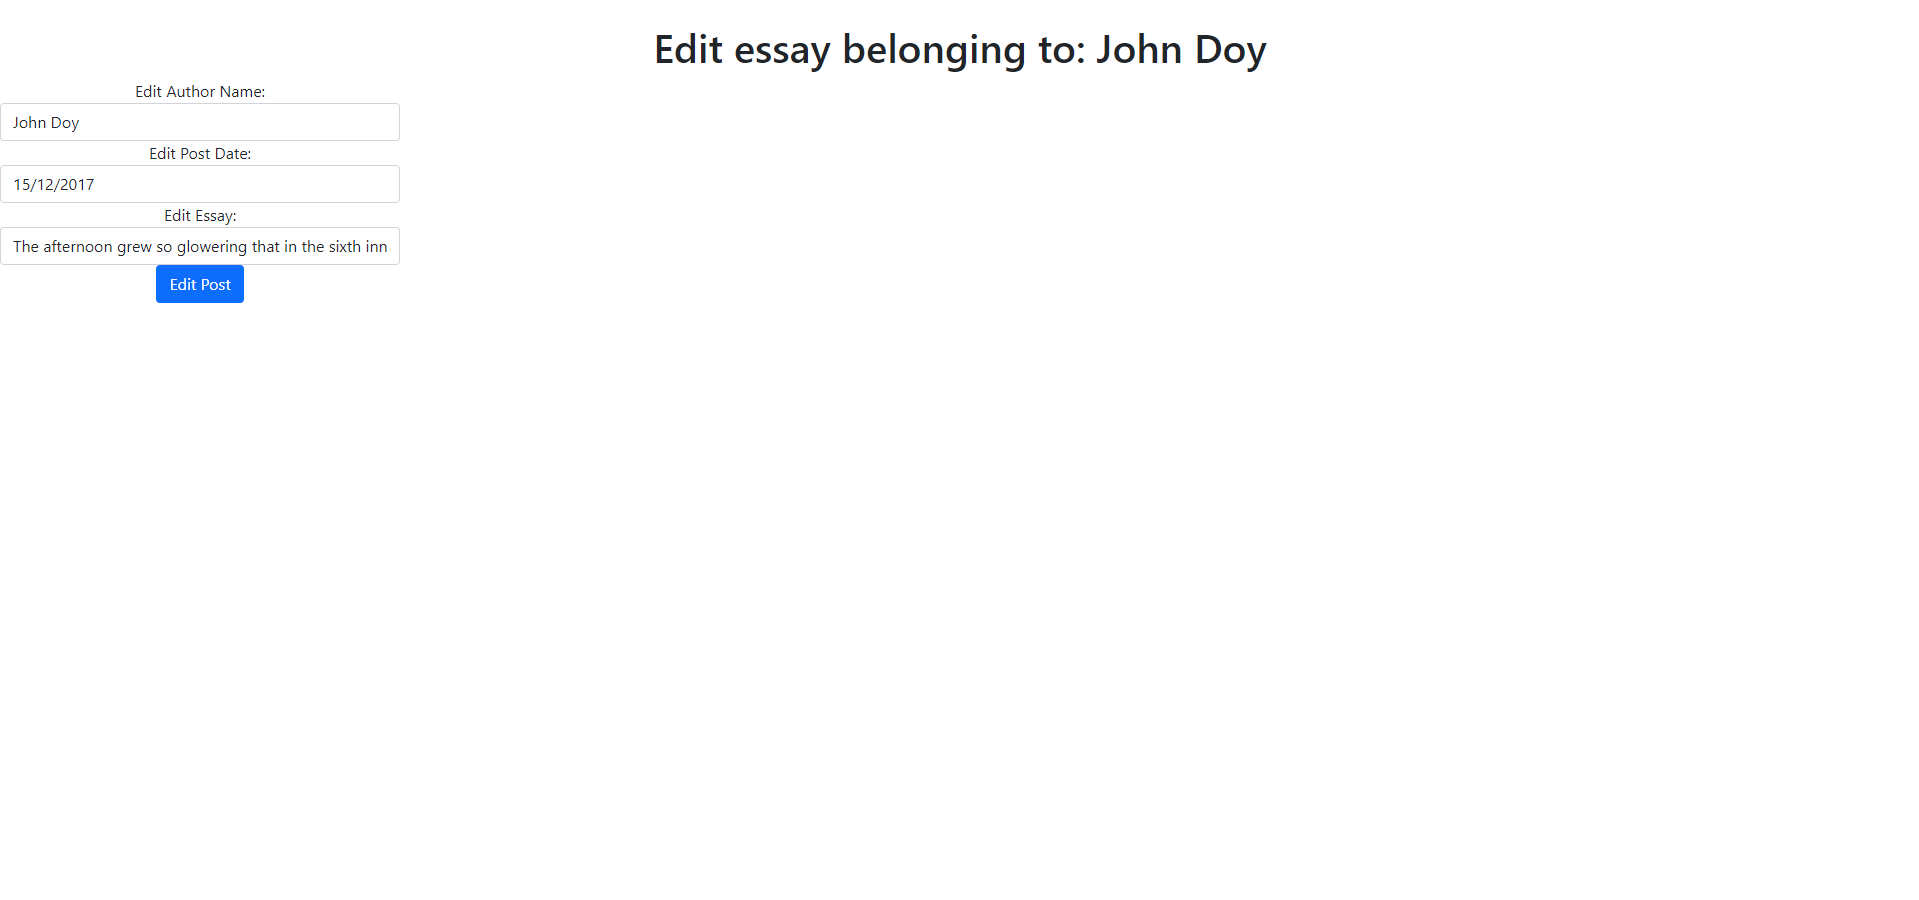 Edit essay belonging to: John Doy
Edit Author Name:
John Doy
Edit Post Date:
15/12/2017
Edit Essay:
The afternoon grew so glowering that in the sixth inn
Edit Post